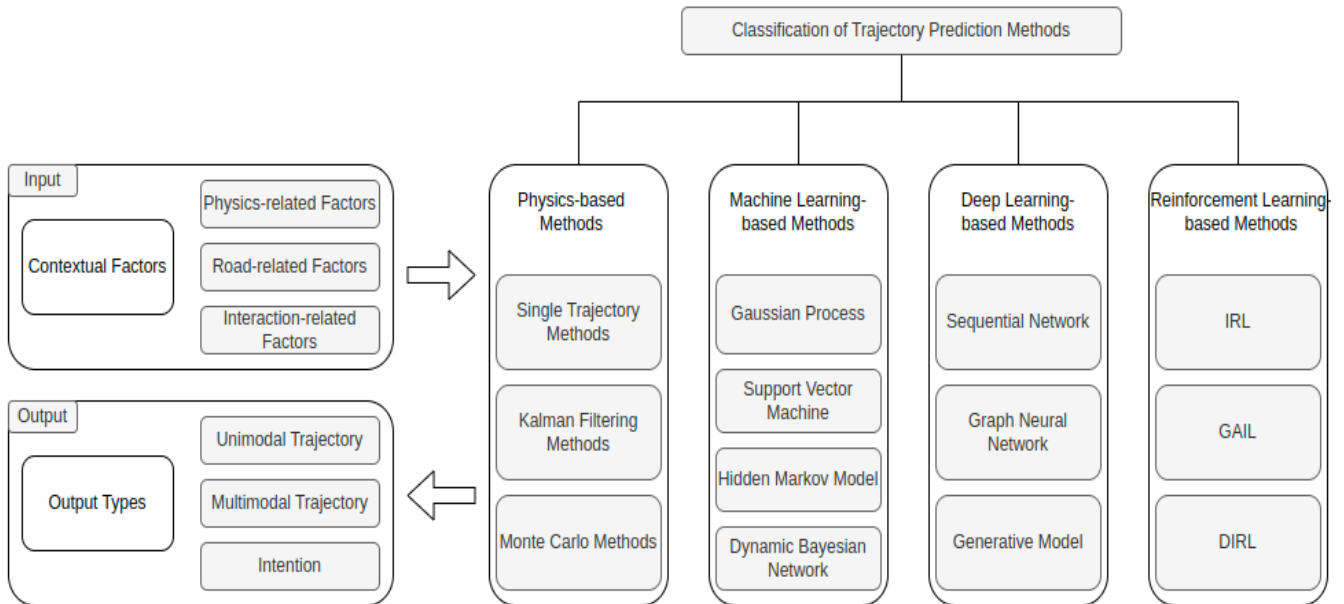 Classification of Trajectory Prediction Methods
Input
Contextual Factors
Physics-related Factors
Road-related Factors
Interaction-related
Factors
Output
Output Types
Unimodal Trajectory
Multimodal Trajectory
Intention
Physics-based
Methods
Single Trajectory
Methods
Kalman Filtering
Methods
Monte Carlo Methods
Machine Learning-
based Methods
Gaussian Process
Support Vector
Machine
Hidden Markov Model
Dynamic Bayesian
Network
Deep Learning-
based Methods
Sequential Network
Graph Neural
Network
Generative Model
Reinforcement Learning-
based Methods
IRL
GAIL
DIRL